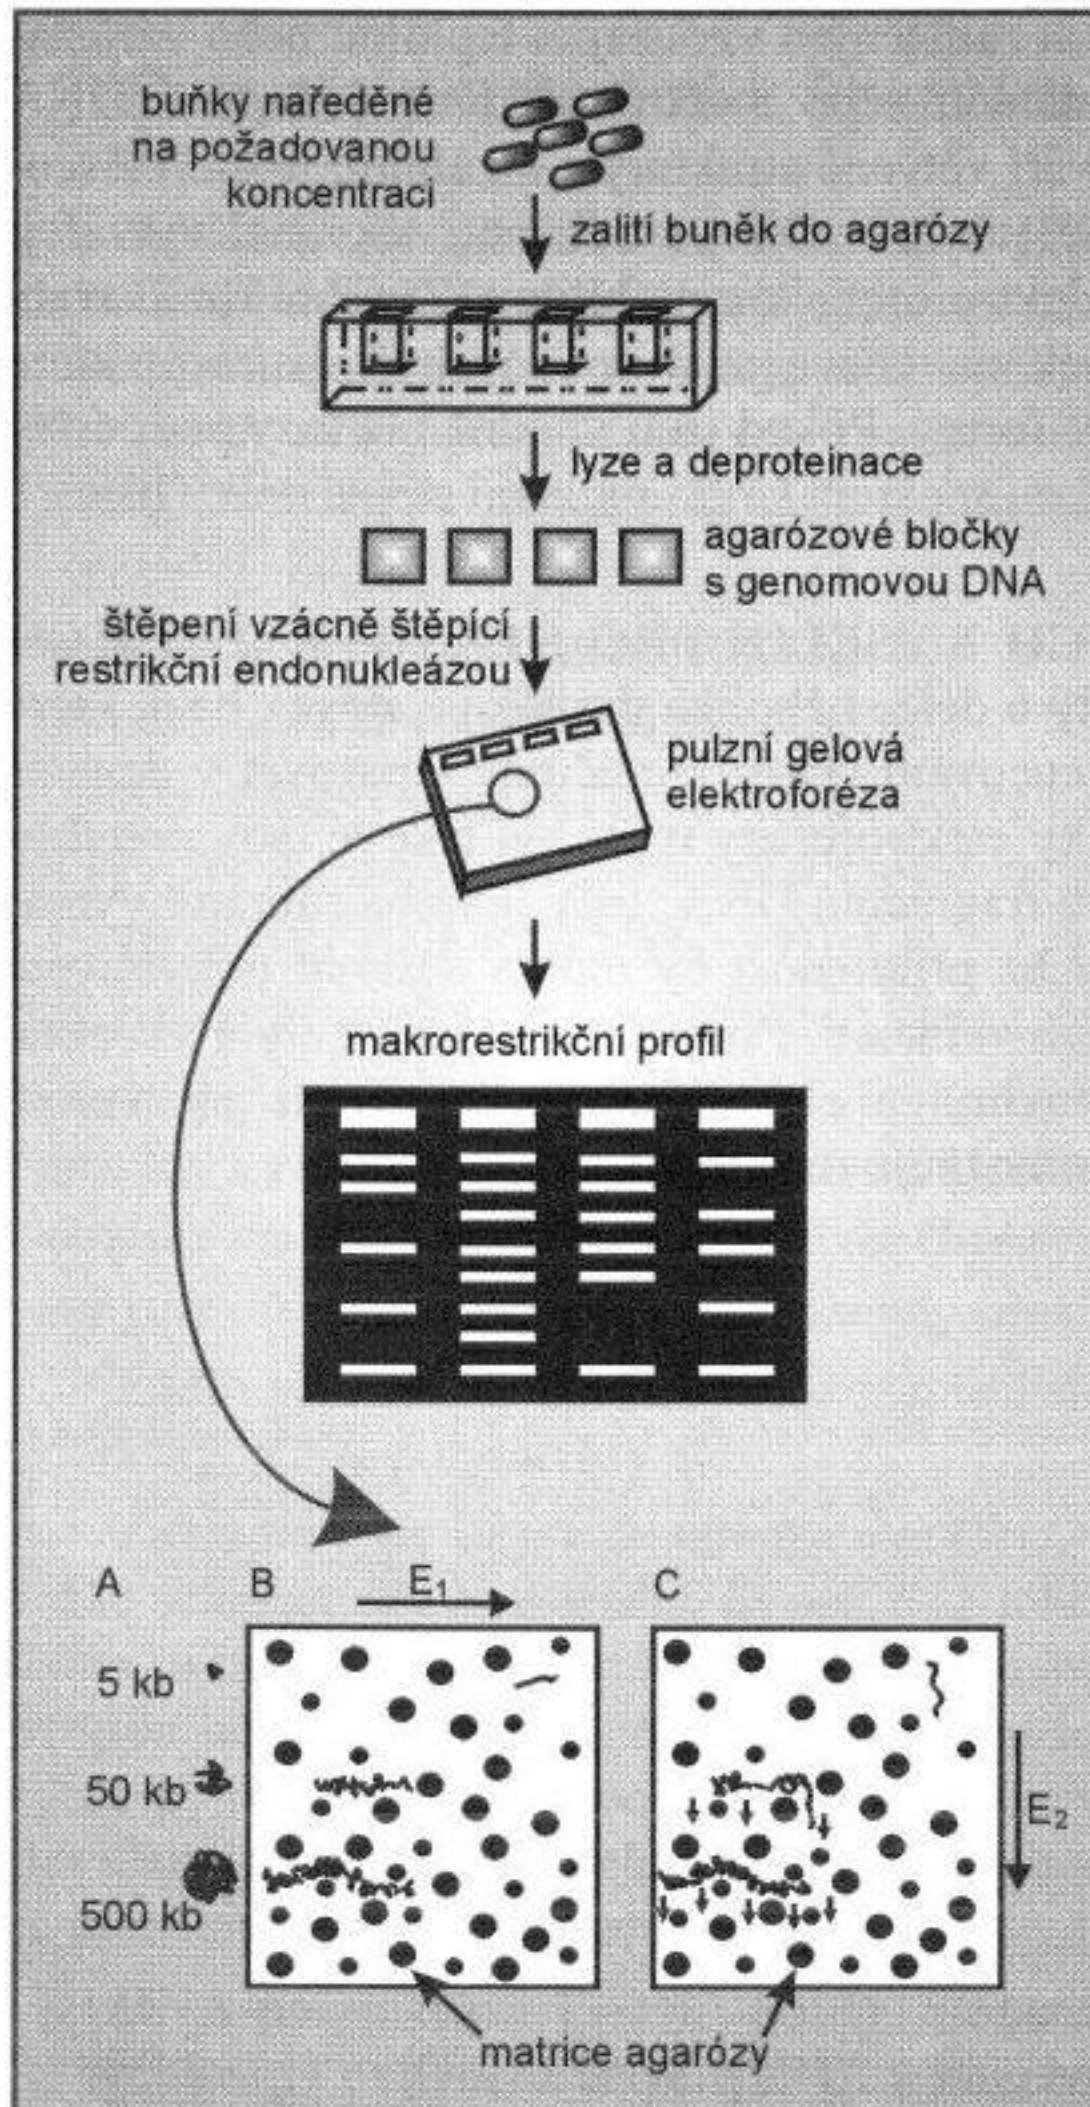 buňky naředěné
na požadovanou
koncentraci
zalití buněk do agarózy
lyze a deproteinace
agarózové bločky
s genomovou DNA
štěpení vzácně štěpící
restrikční endonukleázou
pulzní gelová
elektroforéza
makrorestrikční profil
A
B
E₁
C
5 kb
50 kb
500 kb
E₂
matrice agarózy